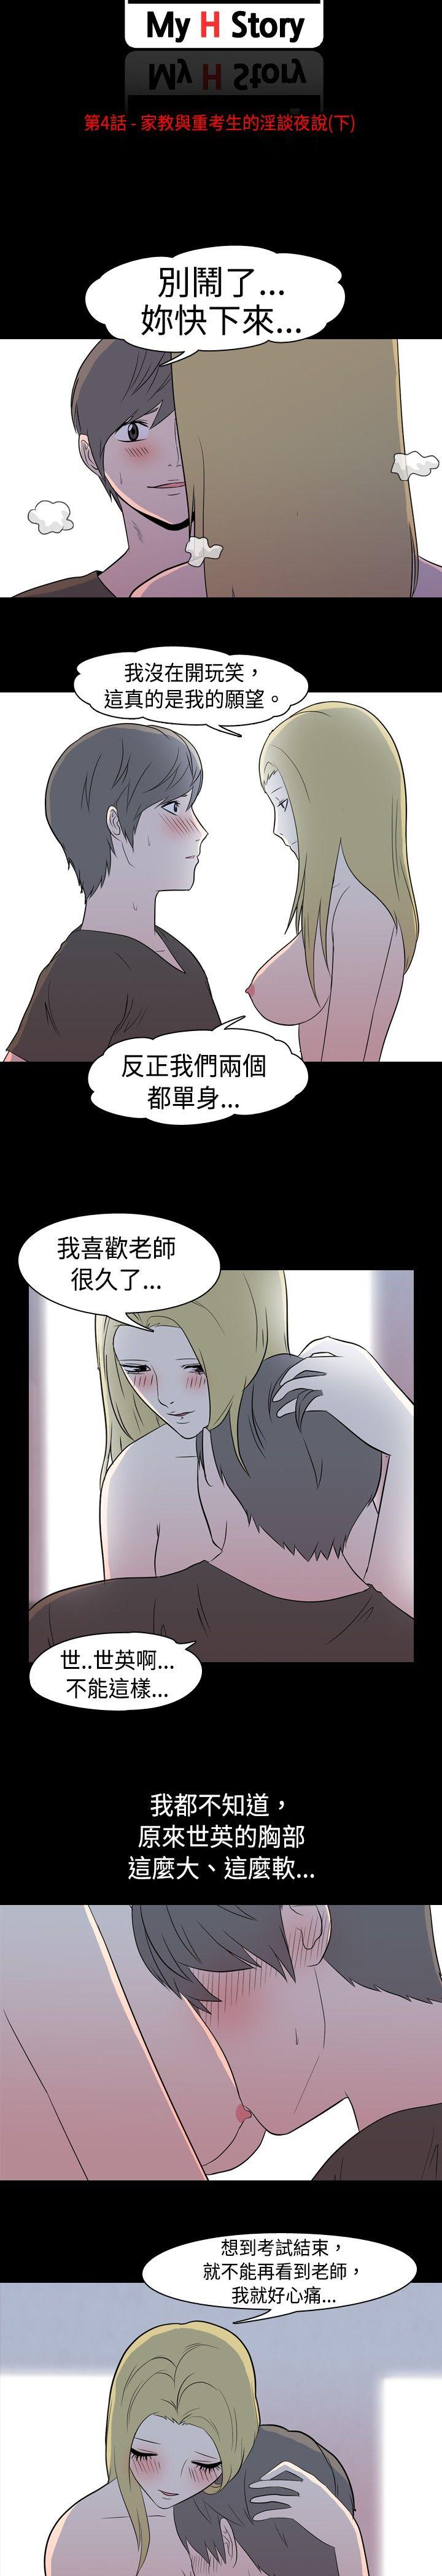 My H Story
第4話 - 家教與重考生的淫談夜說(下)
別鬧了...
妳快下來...
我沒在開玩笑，
這真的是我的願望。
反正我們兩個
都單身...
我喜歡老師
很久了...
世..世英啊...
不能這樣...
我都不知道，
原來世英的胸部
這麼大、這麼軟...
想到考試結束，
就不能再看到老師，
我就好心痛...